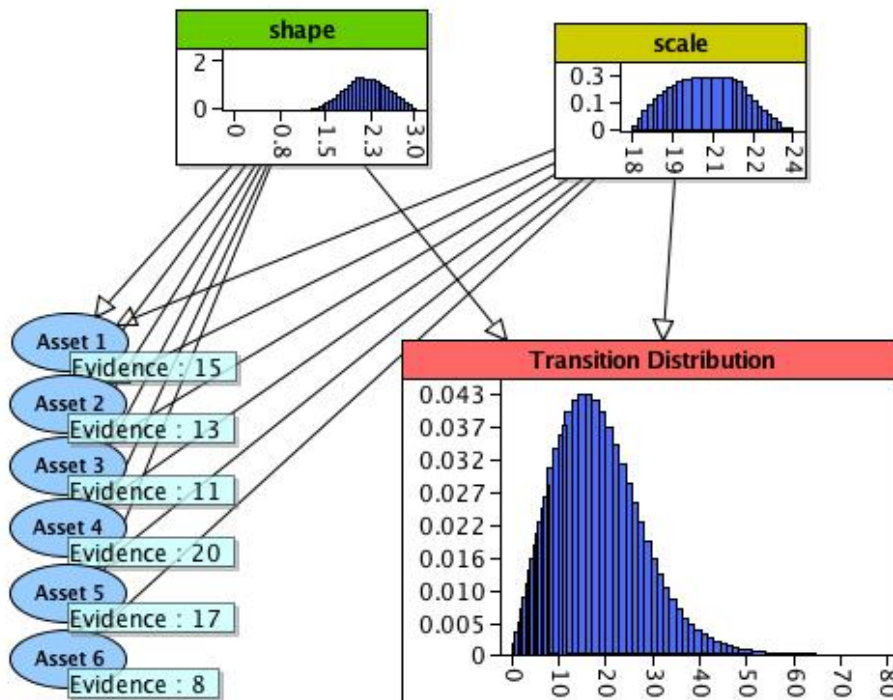 shape
2
0
0
0.8
1.5
2.3
3.0
scale
0.3
0.1
0
18
19
21
22
24
Asset 1
Evidence : 15
Asset 2
Evidence : 13
Asset 3
Evidence : 11
Asset 4
Evidence : 20
Asset 5
Evidence : 17
Asset 6
Evidence : 8
Transition Distribution
0.043
0.037
0.032
0.027
0.022
0.016
0.010
0.005
0
0
10
20
30
40
50
60
70
80